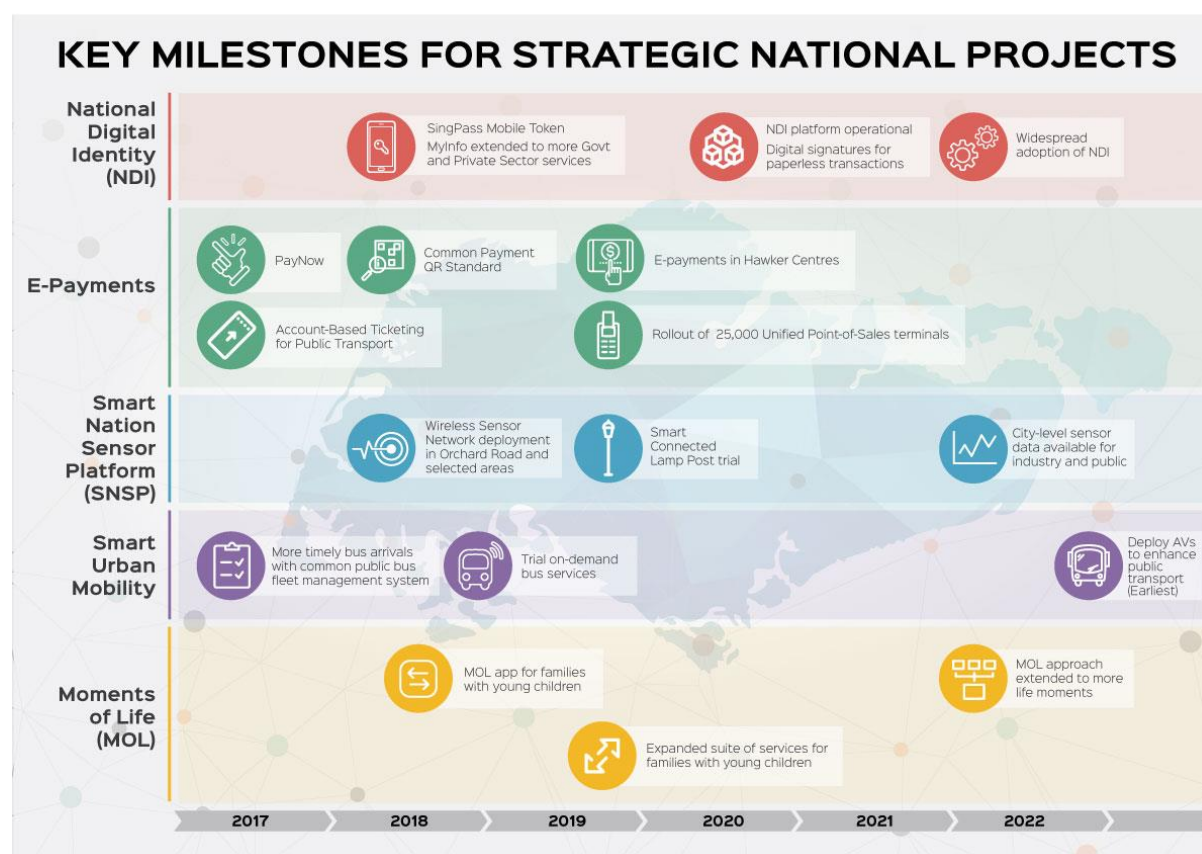 KEY MILESTONES FOR STRATEGIC NATIONAL PROJECTS
National
Digital
Identity
(NDI)
SingPass Mobile Token
MyInfo extended to more Govt
and Private Sector services
NDI platform operational
Digital signatures for
paperless transactions
Widespread
adoption of NDI
E-Payments
PayNow
Common Payment
QR Standard
E-payments in Hawker Centres
Account-Based Ticketing
for Public Transport
Rollout of 25,000 Unified Point-of-Sales terminals
Smart
Nation
Sensor
Platform
(SNSP)
Wireless Sensor
Network deployment
in Orchard Road and
selected areas
Smart
Connected
Lamp Post trial
City-level sensor
data available for
industry and public
Smart
Urban
Mobility
More timely bus arrivals
with common public bus
fleet management system
Trial on-demand
bus services
Deploy AVs
to enhance
public
transport
(Earliest)
Moments
of Life
(MOL)
MOL app for families
with young children
MOL approach
extended to more
life moments
Expanded suite of services for
families with young children
2017
2018
2019
2020
2021
2022